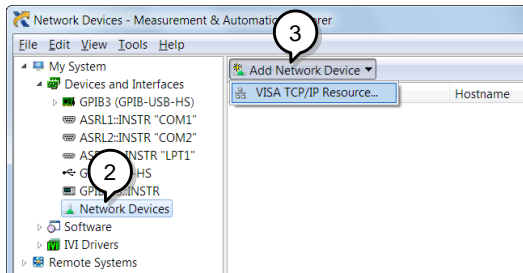 Network Devices - Measurement & Automation Explorer
3
File Edit View Tools Help
My System
Add Network Device
Devices and Interfaces
VISA TCP/IP Resource...
Hostname
GPIB3 (GPIB-USB-HS)
ASRL1::INSTR "COM1"
ASRL2::INSTR "COM2"
INSTR "LPT1"
2
HS
INSTR
Network Devices
Software
IVI Drivers
Remote Systems